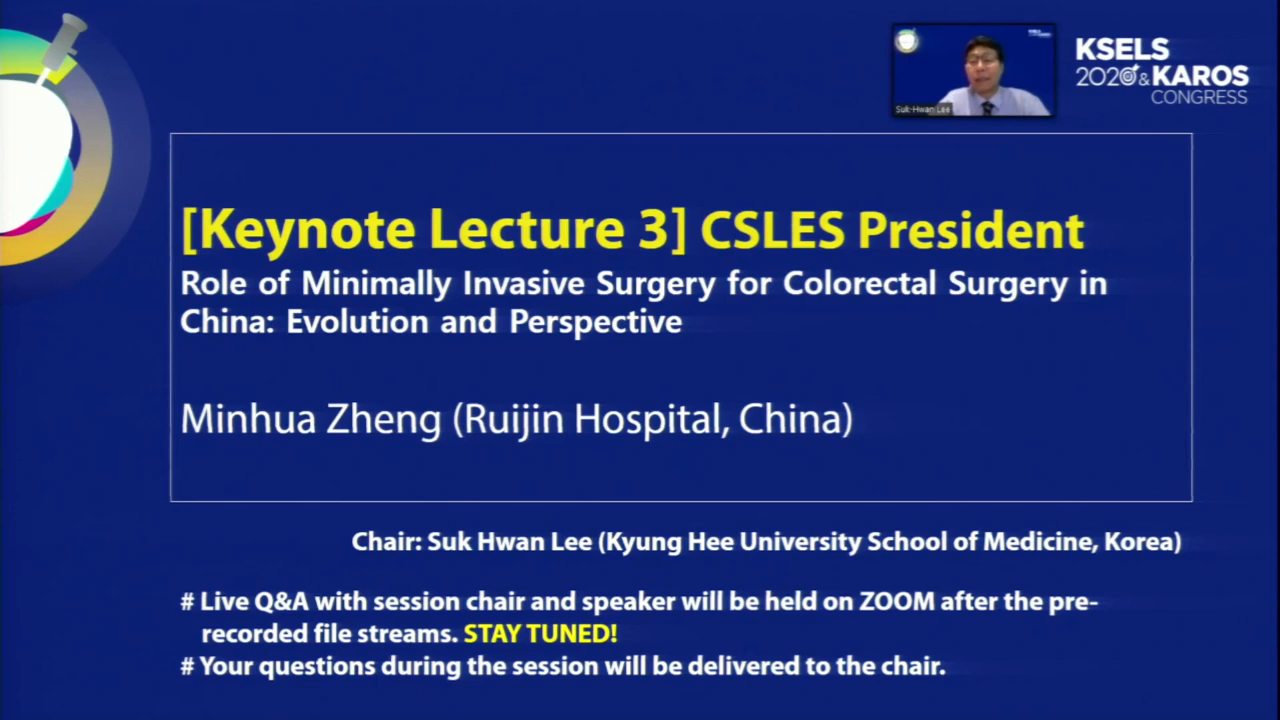 KSELS
2020 & KAROS
CONGRESS
Suk-Hwan Lee
[Keynote Lecture 3] CSLES President
Role of Minimally Invasive Surgery for Colorectal Surgery in
China: Evolution and Perspective
Minhua Zheng (Ruijin Hospital, China)
Chair: Suk Hwan Lee (Kyung Hee University School of Medicine, Korea)
# Live Q&A with session chair and speaker will be held on ZOOM after the pre-
recorded file streams. STAY TUNED!
# Your questions during the session will be delivered to the chair.